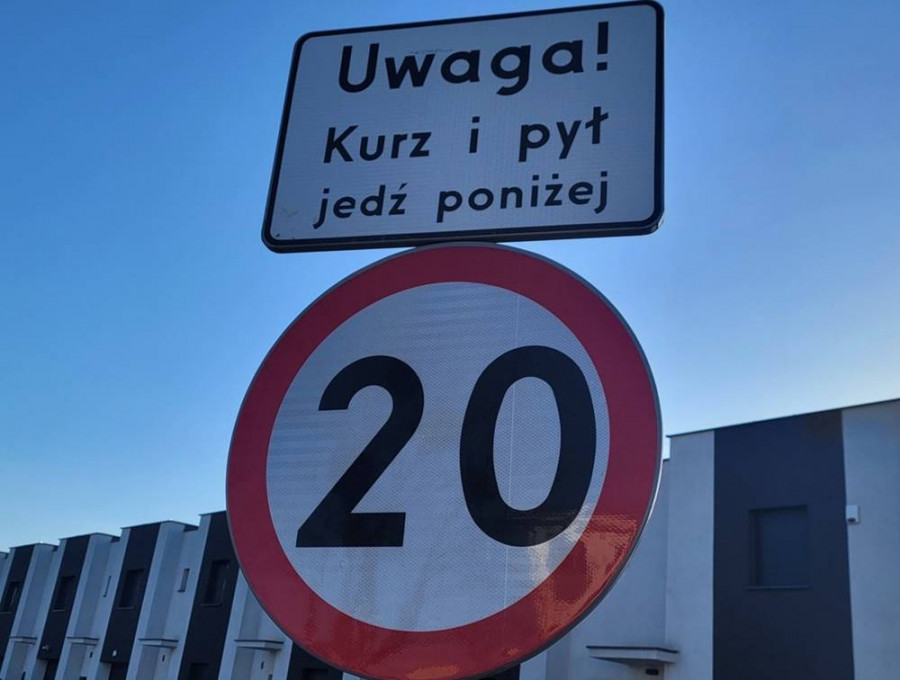 Uwaga!
Kurz i pył
jedź poniżej
20